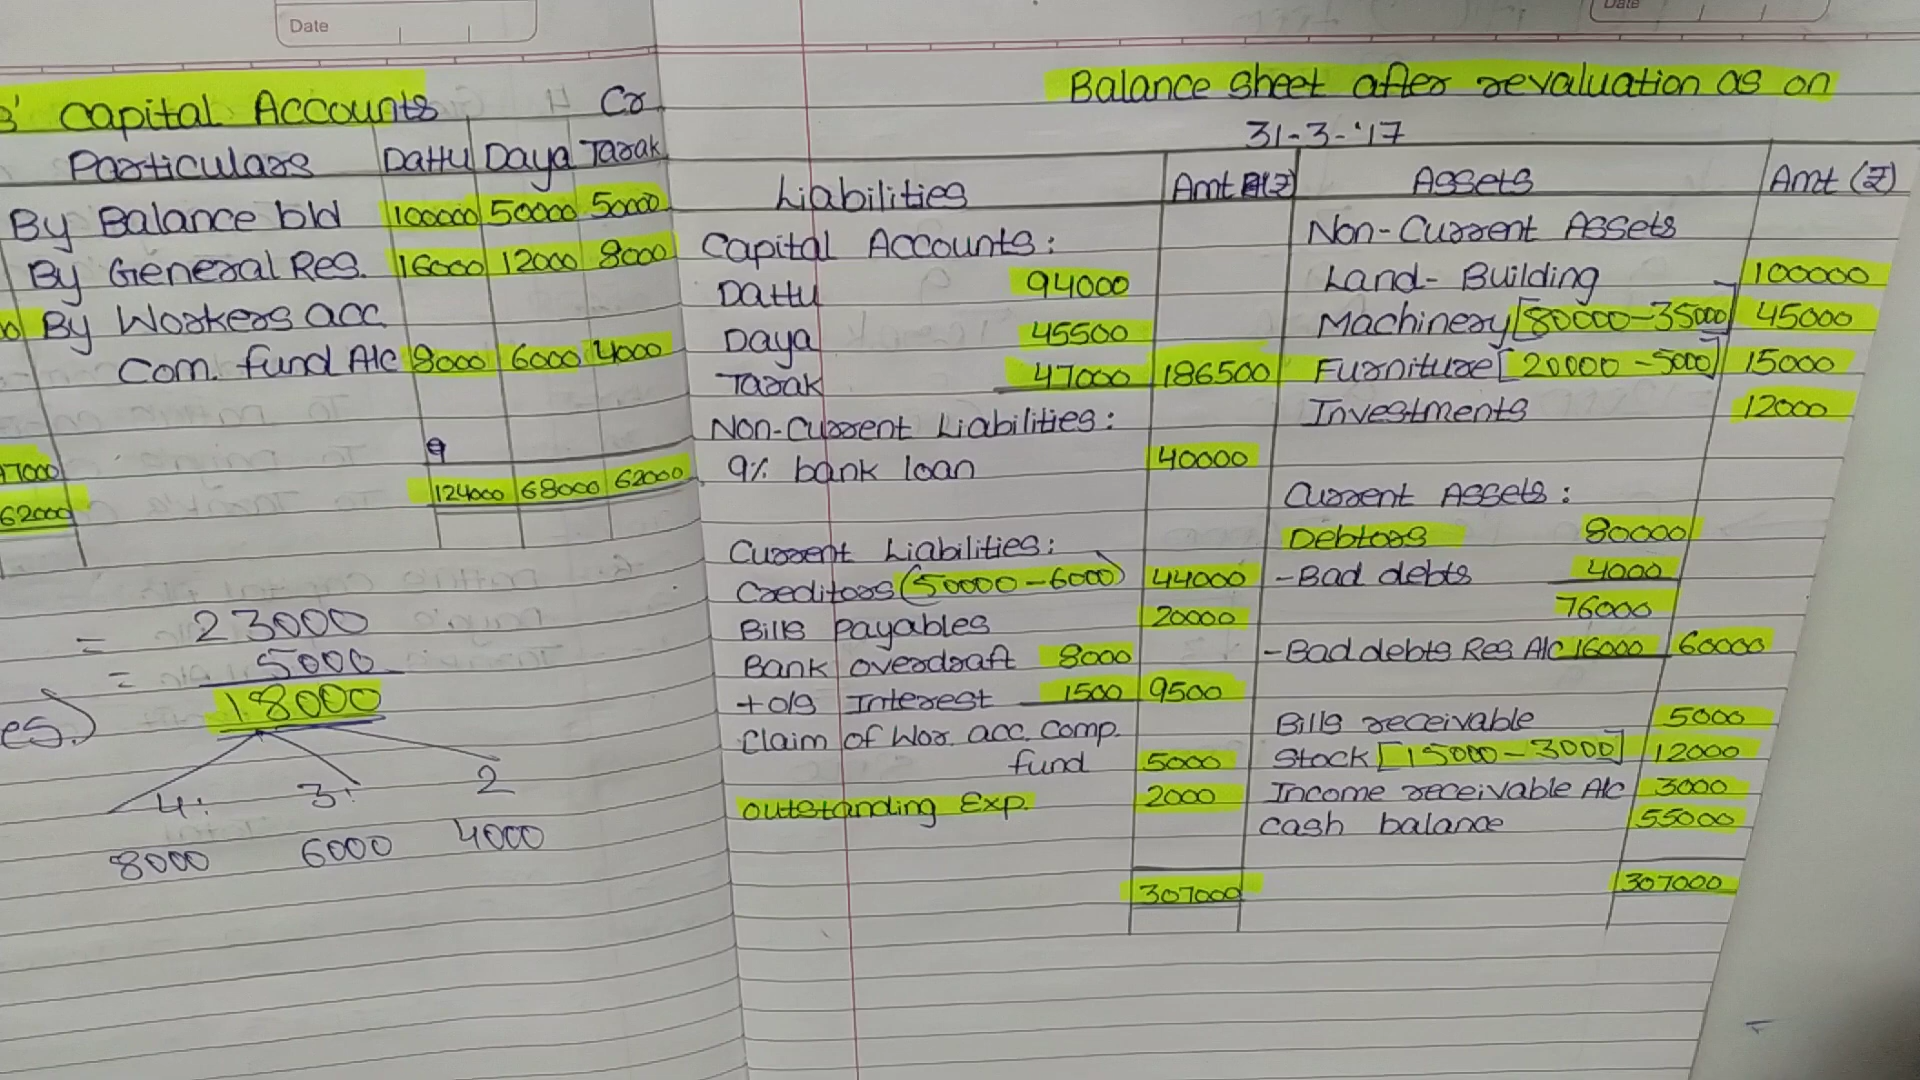 Date
Date
s' Capital Accounts Cr.
Particulars Dattu Daya Tarak
By Balance b/d 100000 50000 50000
By General Res. 16000 12000 8000
By Workers acc.
Com. fund A/c 8000 6000 4000
47000
124000 68000 62000
62000
= 23000
= 5000
es.) 18000
4: 3: 2
8000 6000 4000
Balance sheet after revaluation as on
31-3-'17
Liabilities Amt (₹) Assets Amt (₹)
Capital Accounts: Non-Current Assets
Dattu 94000 Land-Building 100000
Daya 45500 Machinery [80000-35000] 45000
Tarak 47000 186500 Furniture [20000-5000] 15000
Non-Current Liabilities: Investments 12000
9% bank loan 40000
Current Assets:
Current Liabilities: Debtors 80000
Creditors (50000-6000) 44000 -Bad debts 4000
Bills Payables 20000 76000
Bank overdraft 8000 -Bad debts Res. A/c 16000 60000
+o/s Interest 1500 9500
Claim of Wor. acc. comp. Bills receivable 5000
fund 5000 Stock [15000-3000] 12000
outstanding Exp. 2000 Income receivable A/c 3000
Cash balance 55000
307000 307000